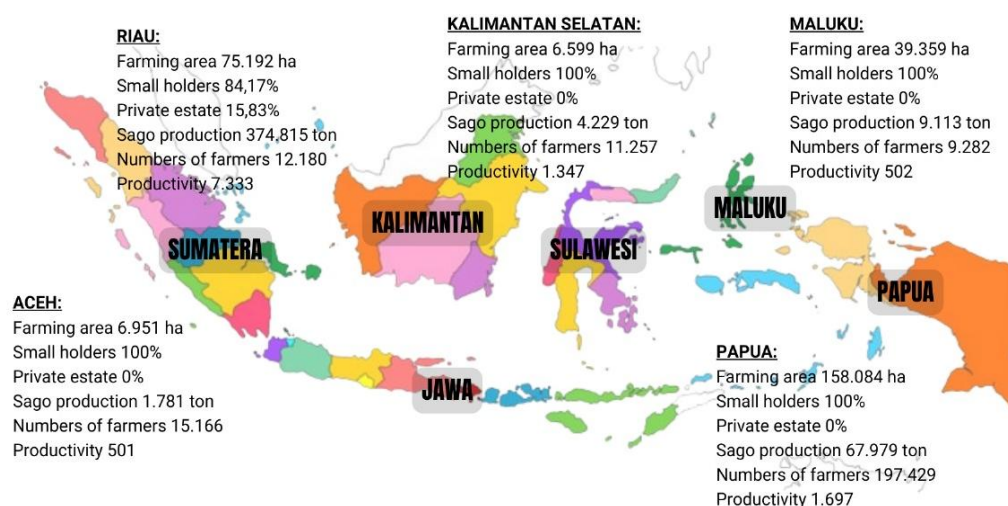 RIAU:
Farming area 75.192 ha
Small holders 84,17%
Private estate 15,83%
Sago production 374,815 ton
Numbers of farmers 12.180
Productivity 7.333
KALIMANTAN SELATAN:
Farming area 6.599 ha
Small holders 100%
Private estate 0%
Sago production 4.229 ton
Numbers of farmers 11.257
Productivity 1.347
MALUKU:
Farming area 39.359 ha
Small holders 100%
Private estate 0%
Sago production 9.113 ton
Numbers of farmers 9.282
Productivity 502
SUMATERA
KALIMANTAN
SULAWESI
MALUKU
PAPUA
JAWA
ACEH:
Farming area 6.951 ha
Small holders 100%
Private estate 0%
Sago production 1.781 ton
Numbers of farmers 15.166
Productivity 501
PAPUA:
Farming area 158.084 ha
Small holders 100%
Private estate 0%
Sago production 67.979 ton
Numbers of farmers 197.429
Productivity 1.697